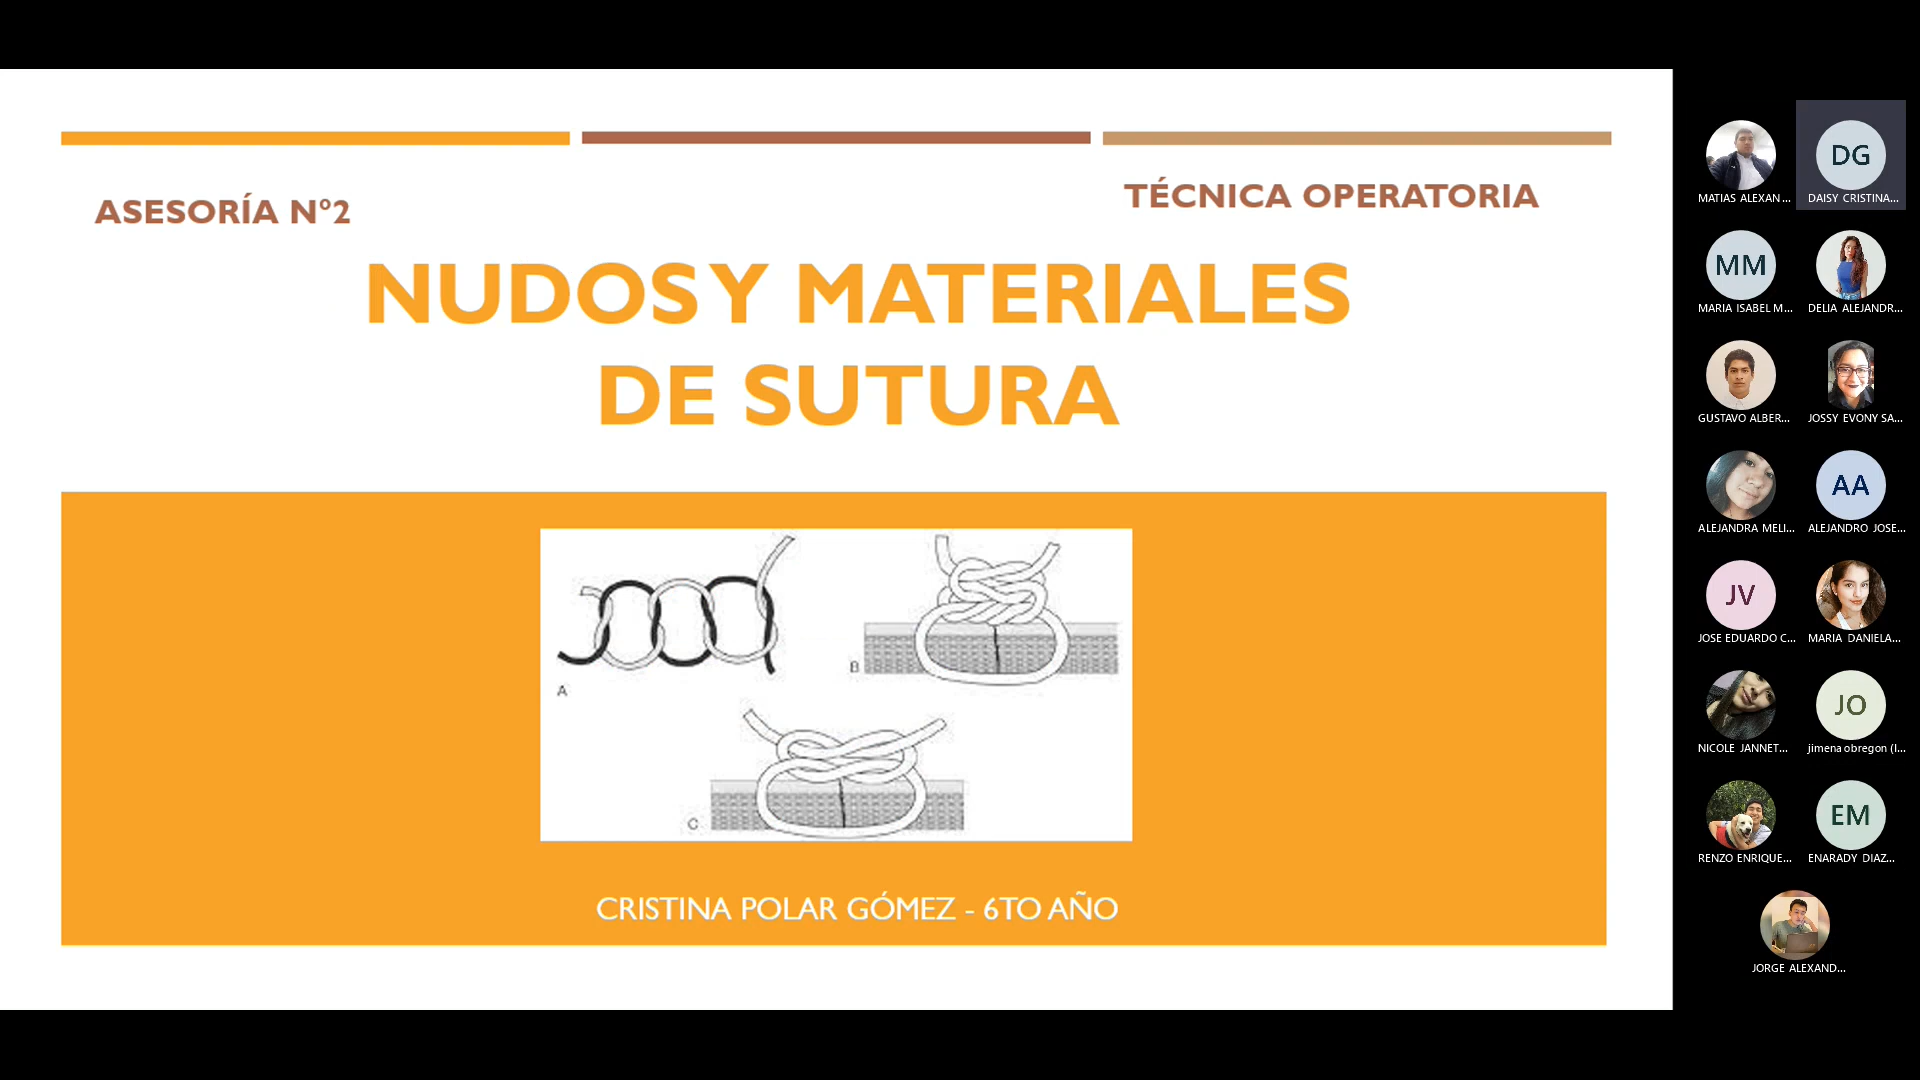 ASESORÍA N°2
TÉCNICA OPERATORIA
NUDOS Y MATERIALES
DE SUTURA
A
B
C
CRISTINA POLAR GÓMEZ - 6TO AÑO
MATIAS ALEXAN...
DG
DAISY CRISTINA...
MM
MARIA ISABEL M...
DELIA ALEJANDR...
GUSTAVO ALBER...
JOSSY EVONY SA...
ALEJANDRA MELI...
AA
ALEJANDRO JOSE...
JV
JOSE EDUARDO C...
MARIA DANIELA...
NICOLE JANNET...
JO
jimena obregon (I...
RENZO ENRIQUE...
EM
ENARADY DIAZ...
JORGE ALEXAND...